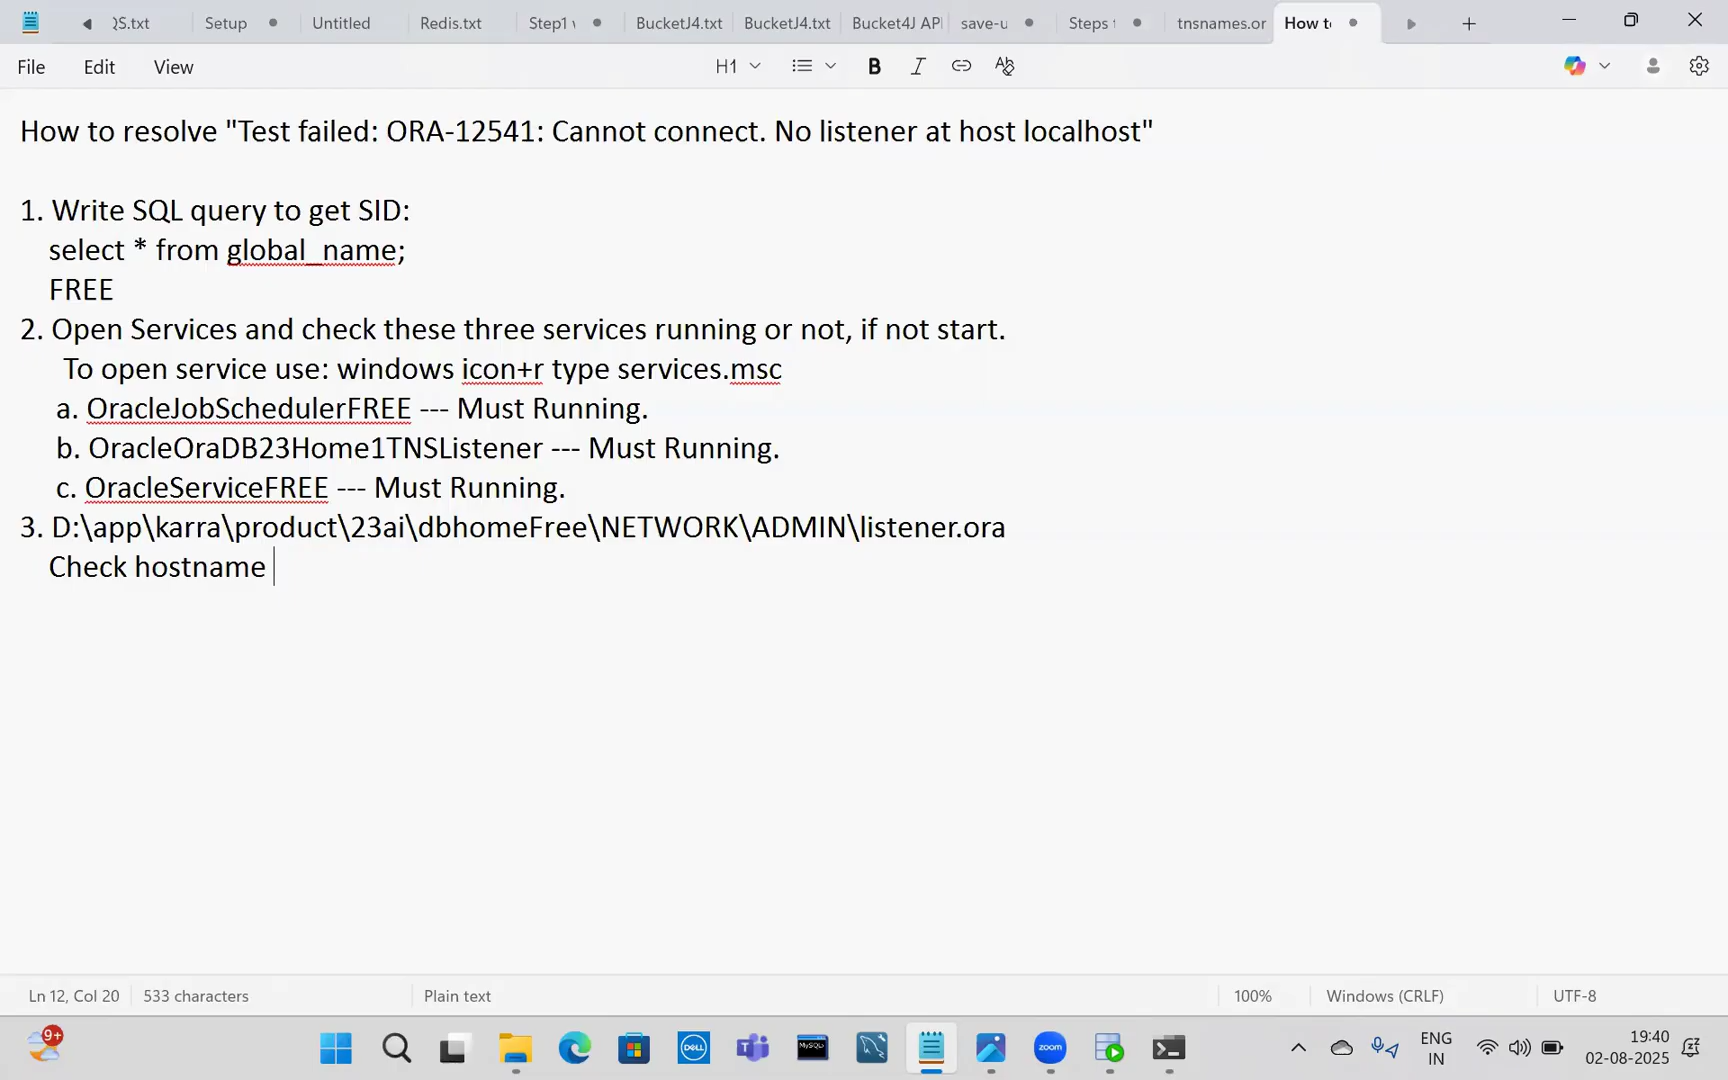 QS.txt Setup Untitled Redis.txt Step1 BucketJ4.txt BucketJ4.txt Bucket4J API save-u Steps tnsnames.or How to
File Edit View H1
How to resolve "Test failed: ORA-12541: Cannot connect. No listener at host localhost"
1. Write SQL query to get SID:
select * from global_name;
FREE
2. Open Services and check these three services running or not, if not start.
To open service use: windows icon+r type services.msc
a. OracleJobSchedulerFREE --- Must Running.
b. OracleOraDB23Home1TNSListener --- Must Running.
c. OracleServiceFREE --- Must Running.
3. D:\app\karra\product\23ai\dbhomeFree\NETWORK\ADMIN\listener.ora
Check hostname
Ln 12, Col 20 533 characters Plain text 100% Windows (CRLF) UTF-8
9+ DELL MySQL zoom ENG 19:40
IN 02-08-2025